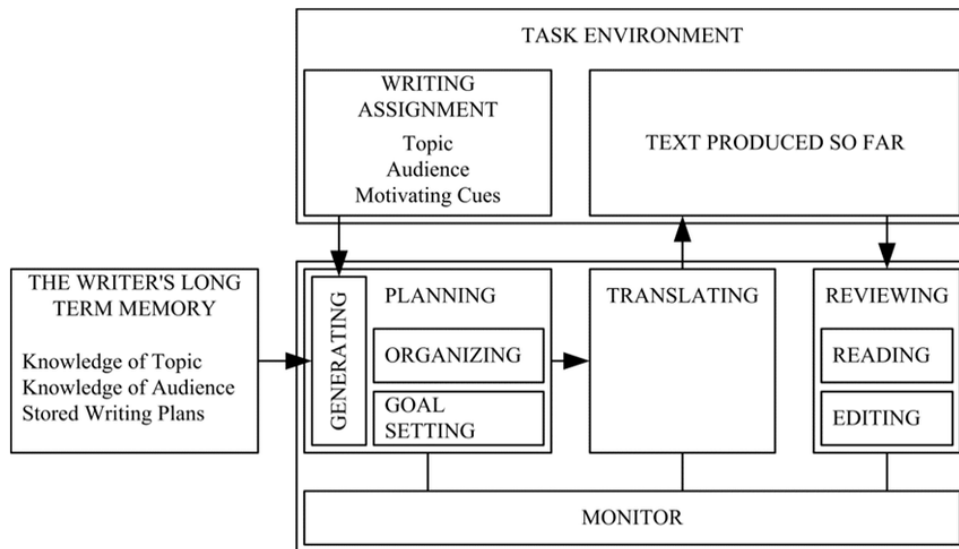 TASK ENVIRONMENT
WRITING
ASSIGNMENT
Topic
Audience
Motivating Cues
TEXT PRODUCED SO FAR
THE WRITER'S LONG
TERM MEMORY
Knowledge of Topic
Knowledge of Audience
Stored Writing Plans
GENERATING
PLANNING
ORGANIZING
GOAL
SETTING
TRANSLATING
REVIEWING
READING
EDITING
MONITOR